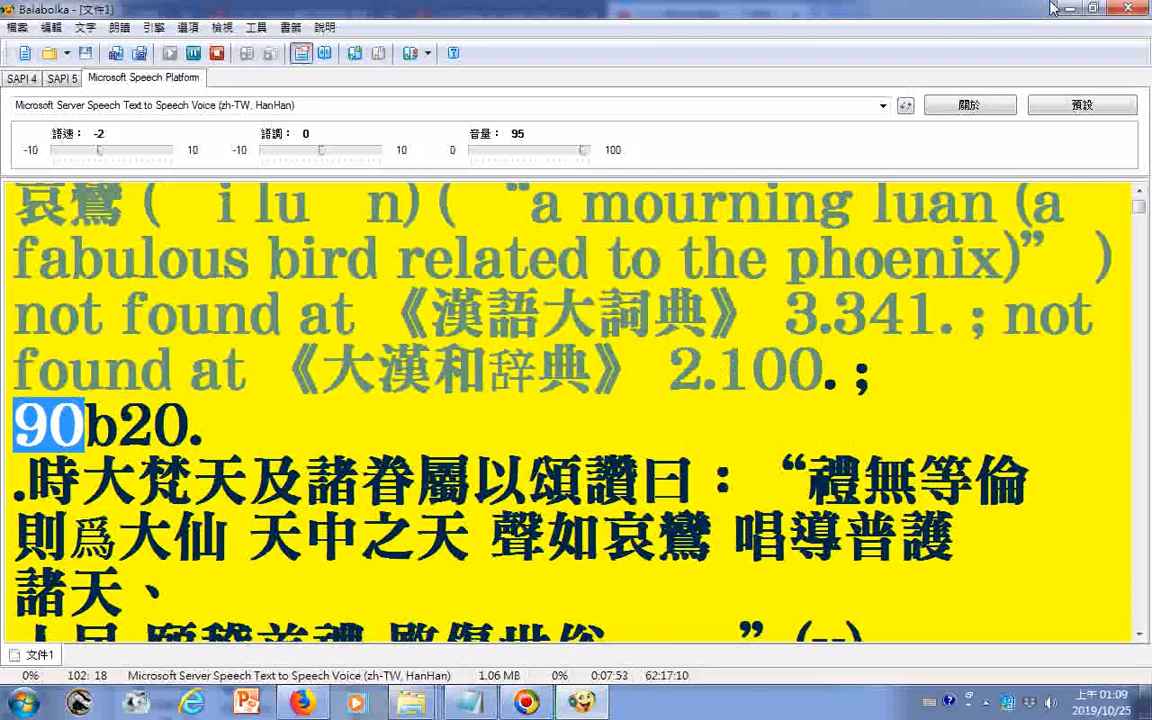 Balabolka - [文件1]
檔案 編輯 文字 朗讀 引擎 選項 檢視 工具 書籤 說明
SAPI 4 SAPI 5 Microsoft Speech Platform
Microsoft Server Speech Text to Speech Voice (zh-TW, HanHan) 關於 預設
語速： -2 語調： 0 音量： 95
-10 10 -10 10 0 100
哀鸞 ( i lu n) ( “a mourning luan (a
fabulous bird related to the phoenix)” )
not found at 《漢語大詞典》 3.341. ; not
found at 《大漢和辞典》 2.100. ;
90b20.
.時大梵天及諸眷屬以頌讚曰：“禮無等倫
則爲大仙 天中之天 聲如哀鸞 唱導普護
諸天、
文件1
0% 102: 18 Microsoft Server Speech Text to Speech Voice (zh-TW, HanHan) 1.06 MB 0% 0:07:53 62:17:10
上午 01:09
2019/10/25